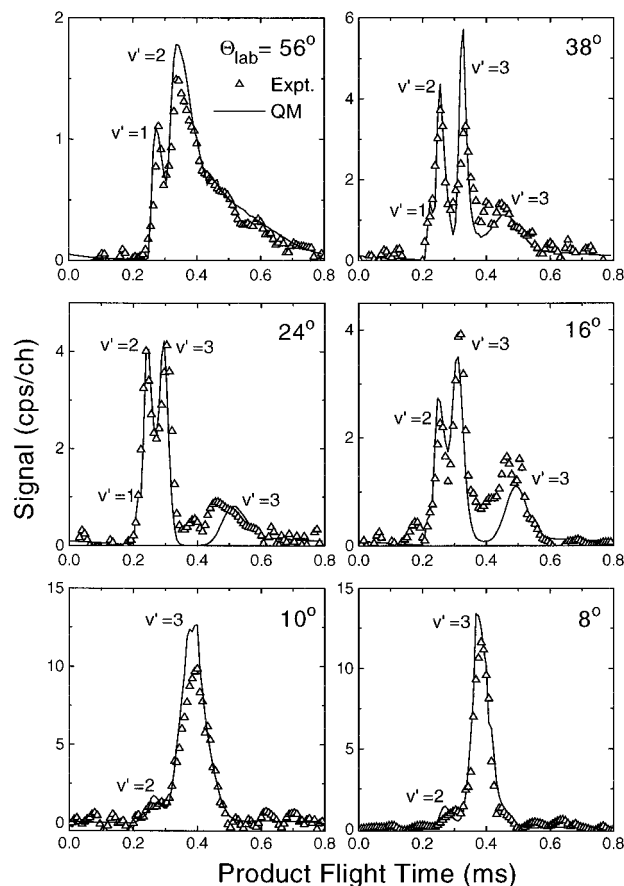 Θlab= 56°
v'=2
Expt.
QM
v'=1
2
1
0
0.0 0.2 0.4 0.6 0.8
38°
v'=3
v'=2
v'=1
v'=3
6
4
2
0
0.0 0.2 0.4 0.6 0.8
24°
v'=2
v'=3
v'=1
v'=3
4
2
0
0.0 0.2 0.4 0.6 0.8
16°
v'=3
v'=2
v'=3
4
2
0
0.0 0.2 0.4 0.6 0.8
10°
v'=3
v'=2
15
10
5
0
0.0 0.2 0.4 0.6 0.8
8°
v'=3
v'=2
15
10
5
0
0.0 0.2 0.4 0.6 0.8
Signal (cps/ch)
Product Flight Time (ms)